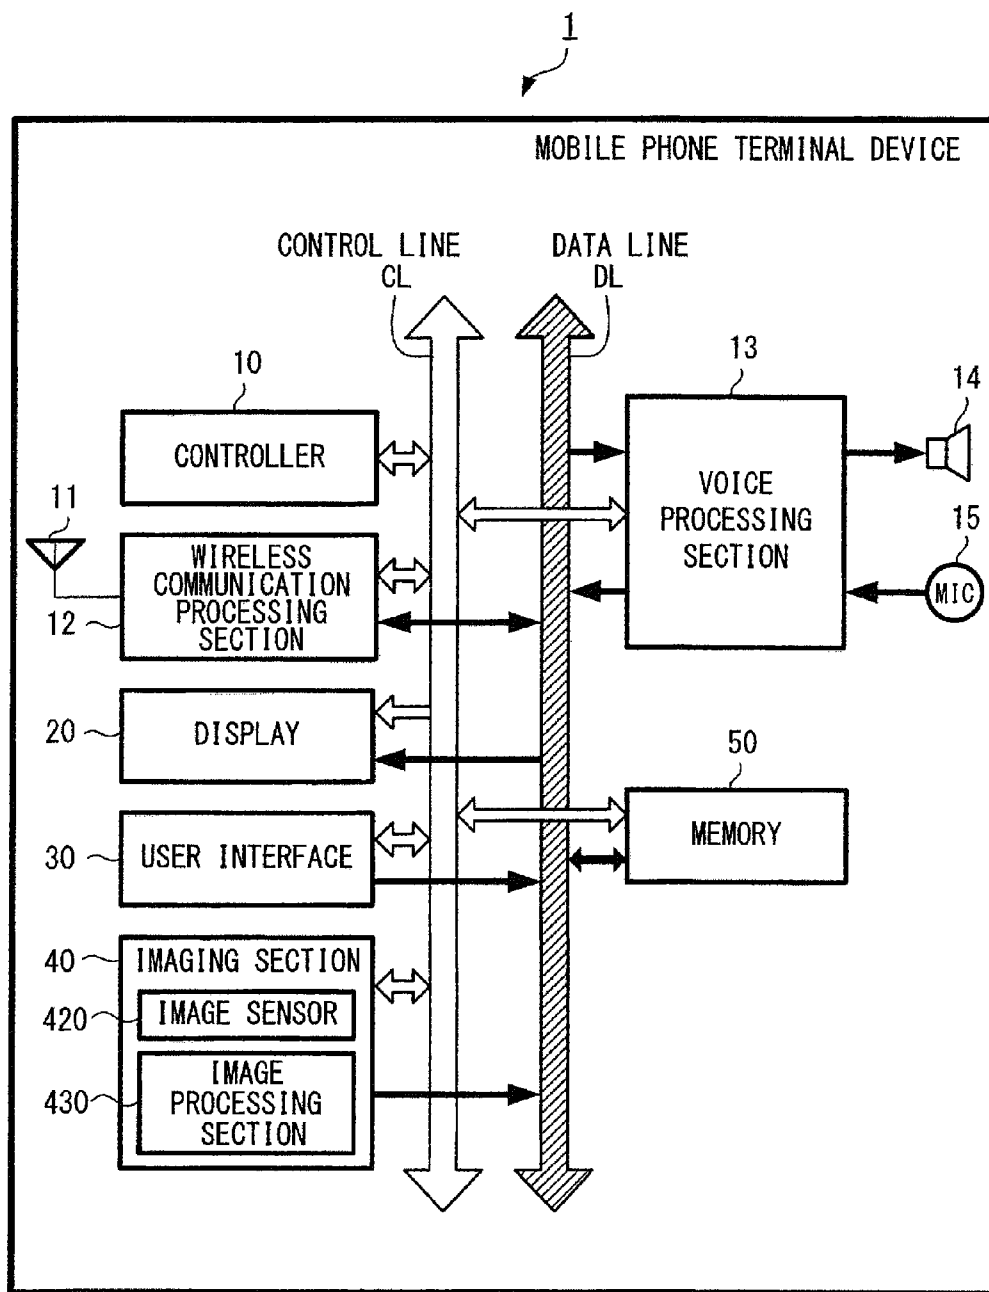 1
MOBILE PHONE TERMINAL DEVICE
CONTROL LINE
CL
DATA LINE
DL
10
CONTROLLER
11
12
WIRELESS
COMMUNICATION
PROCESSING
SECTION
13
VOICE
PROCESSING
SECTION
14
15
MIC
20
DISPLAY
30
USER INTERFACE
50
MEMORY
40
IMAGING SECTION
420
IMAGE SENSOR
430
IMAGE
PROCESSING
SECTION